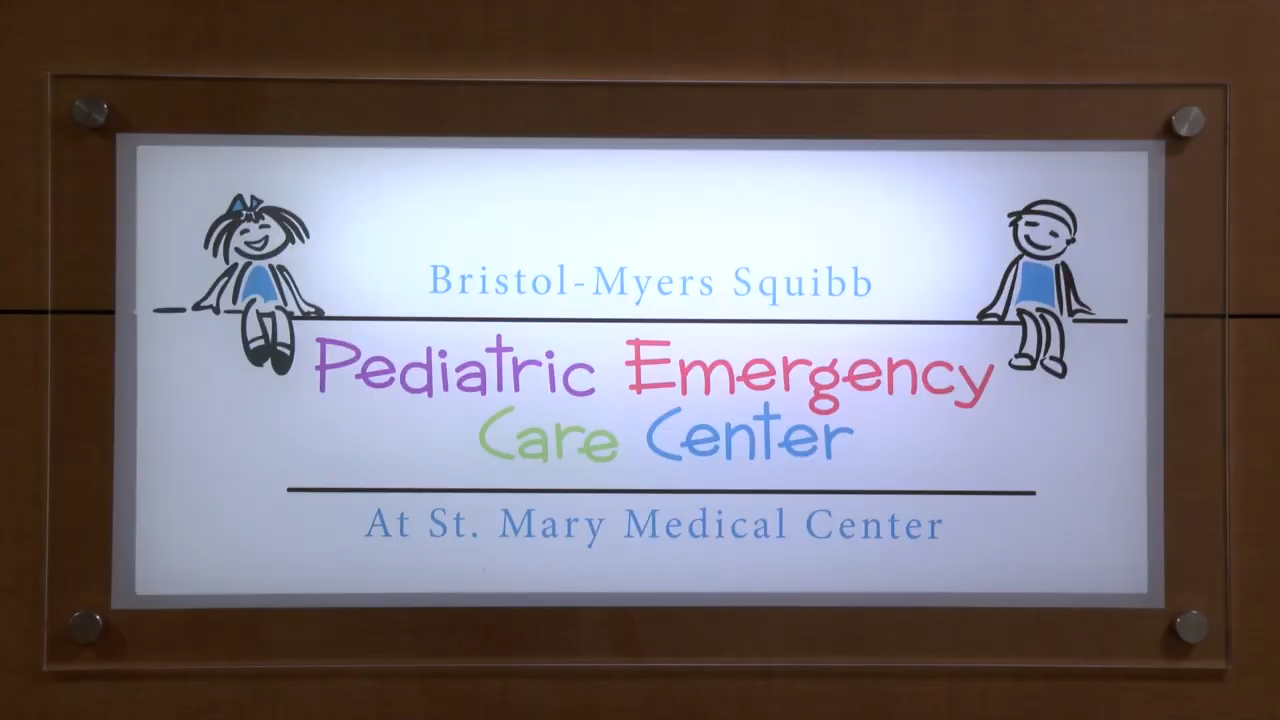 Bristol-Myers Squibb
Pediatric Emergency
Care Center
At St. Mary Medical Center